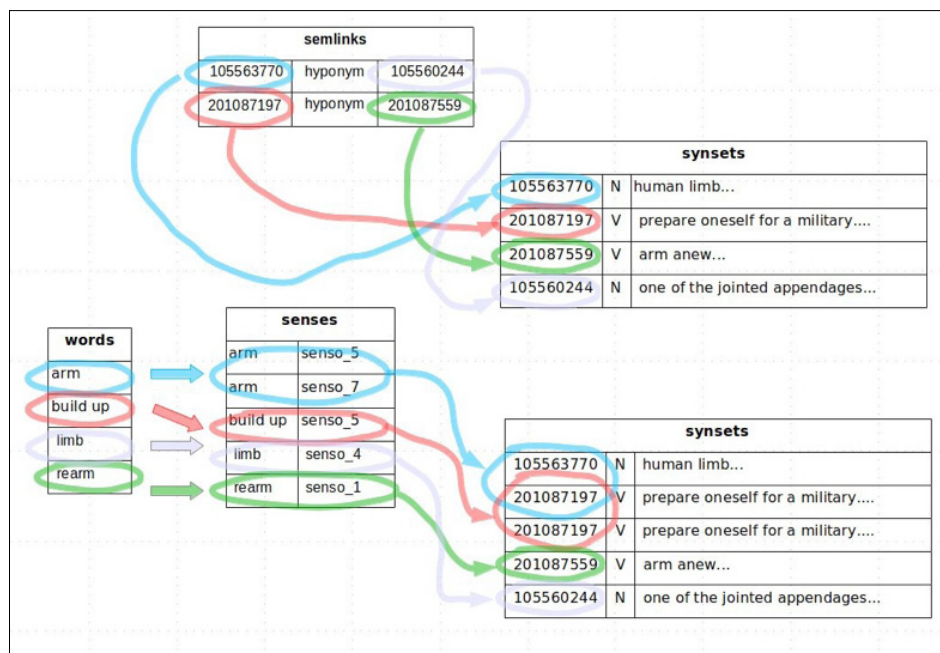 semlinks
105563770 hyponym 105560244
201087197 hyponym 201087559
synsets
105563770 N human limb...
201087197 V prepare oneself for a military....
201087559 V arm anew...
105560244 N one of the jointed appendages...
words
arm
build up
limb
rearm
senses
arm senso_5
arm senso_7
build up senso_5
limb senso_4
rearm senso_1
synsets
105563770 N human limb...
201087197 V prepare oneself for a military....
201087197 V prepare oneself for a military....
201087559 V arm anew...
105560244 N one of the jointed appendages...